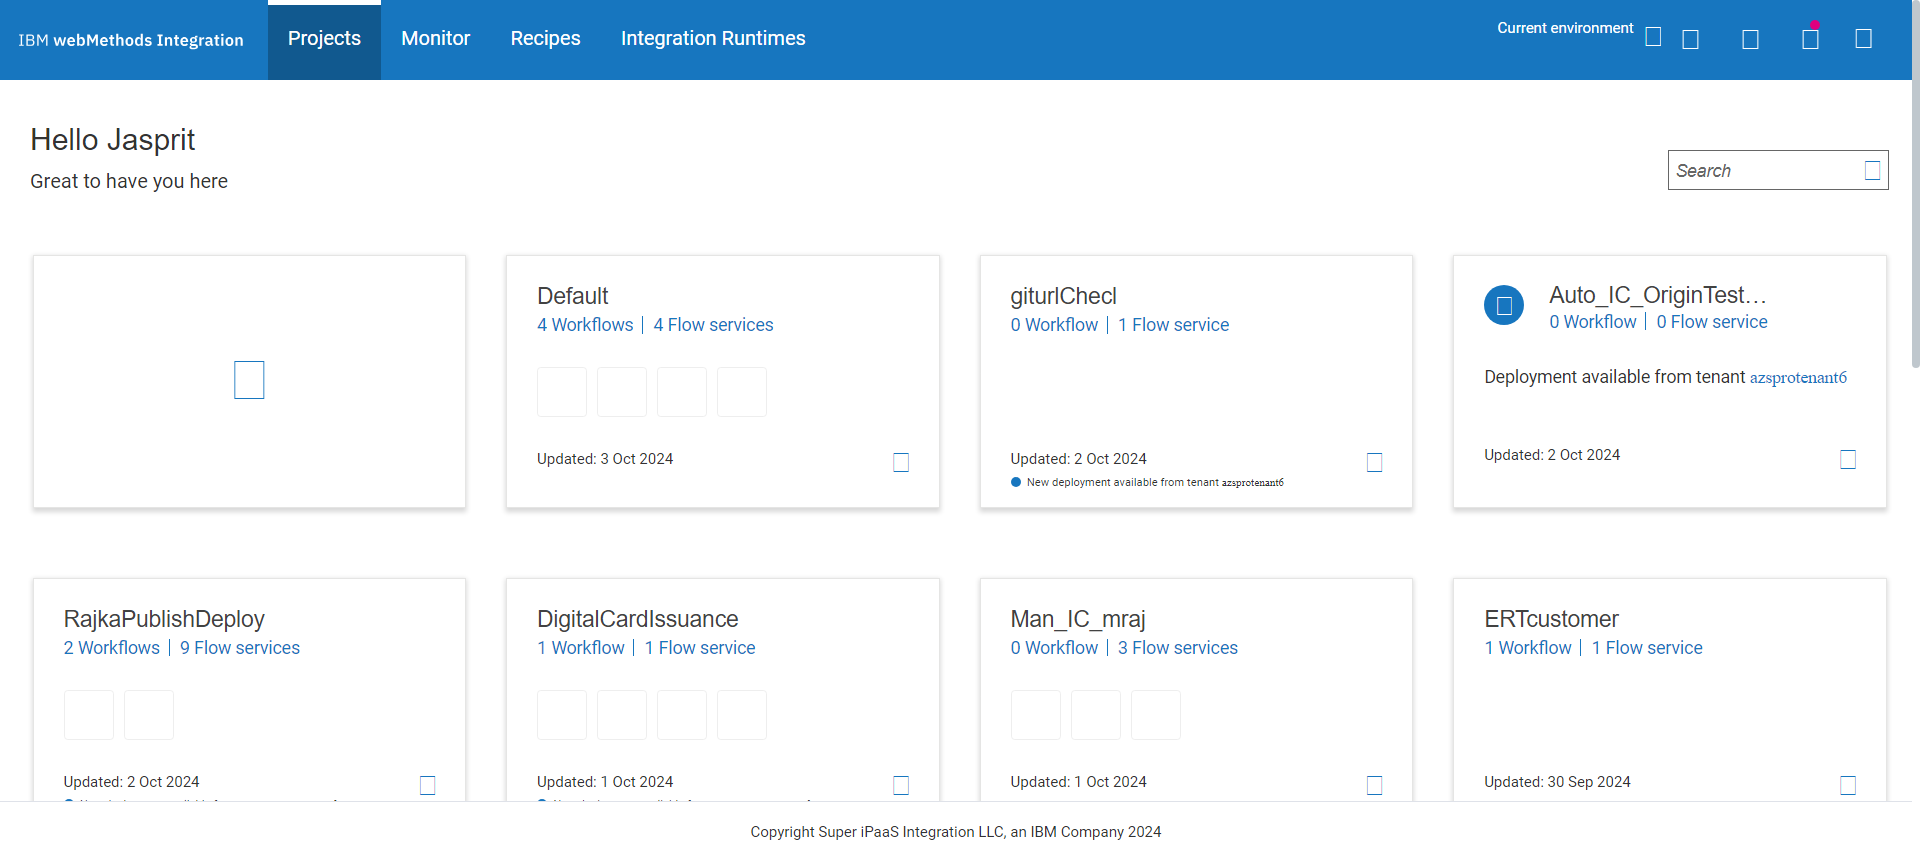 IBM webMethods Integration
Projects
Monitor
Recipes
Integration Runtimes
Current environment
Hello Jasprit
Great to have you here
Search
Default
4 Workflows | 4 Flow services
Updated: 3 Oct 2024
giturlChecl
0 Workflow | 1 Flow service
Updated: 2 Oct 2024
New deployment available from tenant azsprotenant6
Auto_IC_OriginTest...
0 Workflow | 0 Flow service
Deployment available from tenant azsprotenant6
Updated: 2 Oct 2024
RajkaPublishDeploy
2 Workflows | 9 Flow services
Updated: 2 Oct 2024
DigitalCardIssuance
1 Workflow | 1 Flow service
Updated: 1 Oct 2024
Man_IC_mraj
0 Workflow | 3 Flow services
Updated: 1 Oct 2024
ERTcustomer
1 Workflow | 1 Flow service
Updated: 30 Sep 2024
Copyright Super iPaaS Integration LLC, an IBM Company 2024